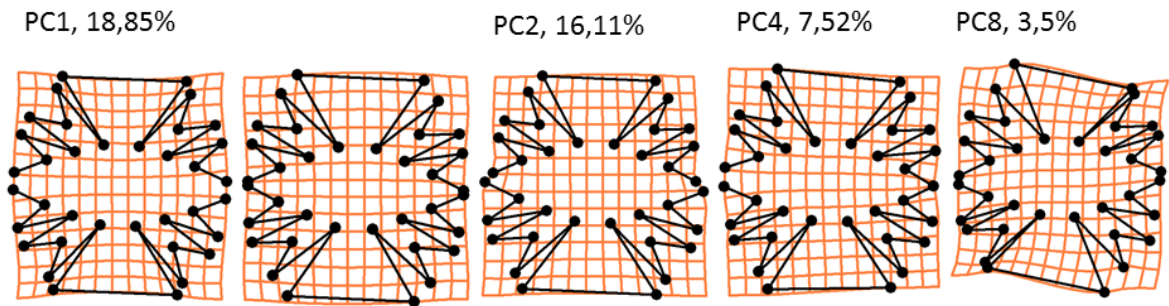 PC1, 18,85%
PC2, 16,11%
PC4, 7,52%
PC8, 3,5%